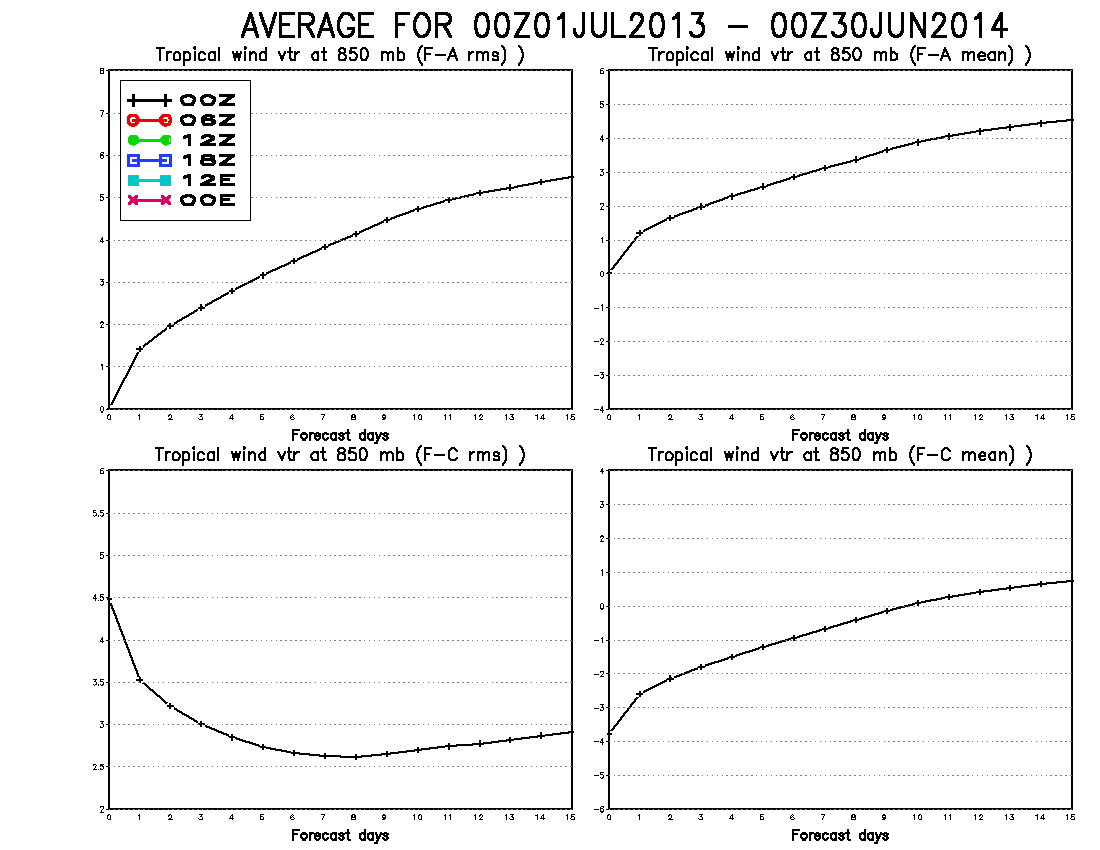 AVERAGE FOR 00Z01JUL2013 – 00Z30JUN2014
Tropical wind vtr at 850 mb (F–A rms) )
8
7
6
5
4
3
2
1
0
00Z
06Z
12Z
18Z
12E
00E
0 1 2 3 4 5 6 7 8 9 10 11 12 13 14 15
Forecast days
Tropical wind vtr at 850 mb (F–A mean) )
6
5
4
3
2
1
0
–1
–2
–3
–4
0 1 2 3 4 5 6 7 8 9 10 11 12 13 14 15
Forecast days
Tropical wind vtr at 850 mb (F–C rms) )
6
5.5
5
4.5
4
3.5
3
2.5
2
0 1 2 3 4 5 6 7 8 9 10 11 12 13 14 15
Forecast days
Tropical wind vtr at 850 mb (F–C mean) )
4
3
2
1
0
–1
–2
–3
–4
–5
–6
0 1 2 3 4 5 6 7 8 9 10 11 12 13 14 15
Forecast days